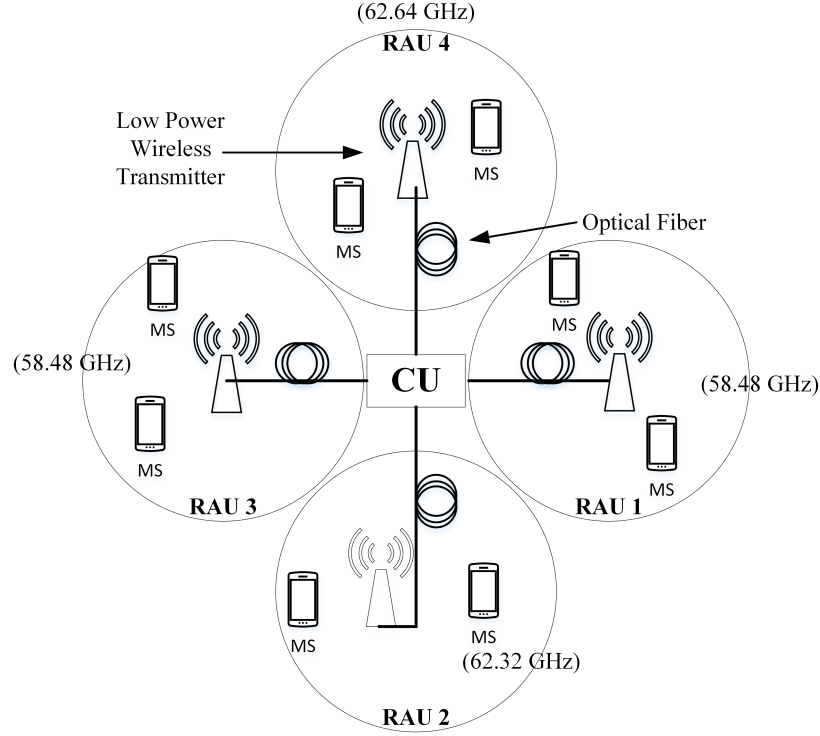 (62.64 GHz)
RAU 4
Low Power
Wireless
Transmitter
MS
MS
Optical Fiber
MS
MS
(58.48 GHz)
CU
(58.48 GHz)
MS
MS
RAU 3
RAU 1
MS
MS
(62.32 GHz)
RAU 2